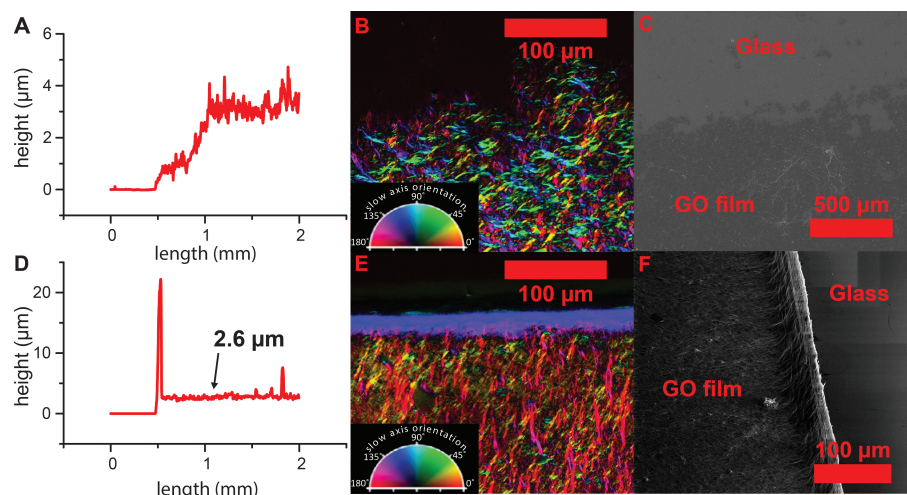 A
height (µm)
6
4
2
0
0
1
2
length (mm)
B
100 µm
slow axis orientation
180°
135°
90°
45°
0°
C
Glass
GO film
500 µm
D
height (µm)
20
10
0
2.6 µm
0
1
2
length (mm)
E
100 µm
slow axis orientation
180°
135°
90°
45°
0°
F
Glass
GO film
100 µm